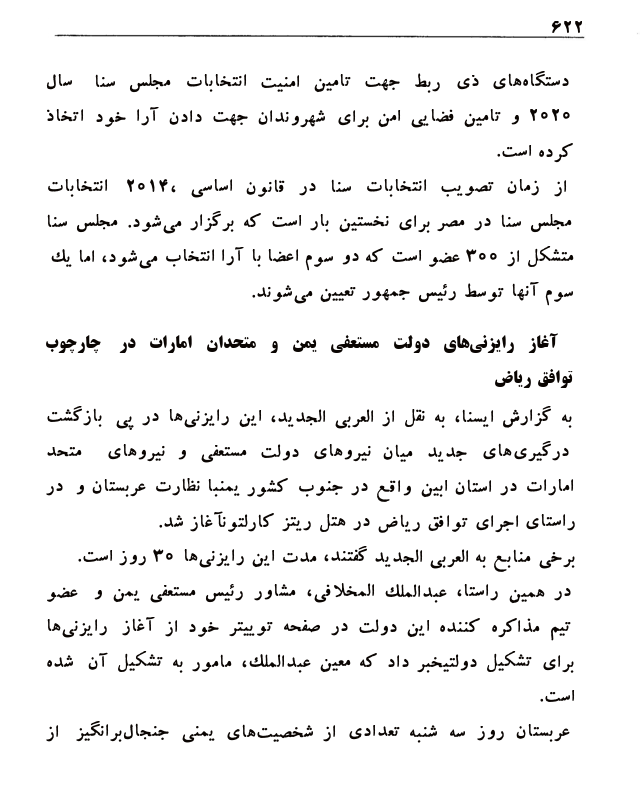 ۶۲۲
دستگاه‌های ذی ربط جهت تامین امنیت انتخابات مجلس سنا سال
۲۰۲۰ و تامین فضایی امن برای شهروندان جهت دادن آرا خود اتخاذ
کرده است.
از زمان تصویب انتخابات سنا در قانون اساسی ،۲۰۱۴ انتخابات
مجلس سنا در مصر برای نخستین بار است که برگزار می‌شود. مجلس سنا
متشکل از ۳۰۰ عضو است که دو سوم اعضا با آرا انتخاب می‌شود، اما یك
سوم آنها توسط رئیس جمهور تعیین می‌شوند.
آغاز رایزنی‌های دولت مستعفی یمن و متحدان امارات در چارچوب
توافق ریاض
به گزارش ایسنا، به نقل از العربی الجدید، این رایزنی‌ها در پی بازگشت
درگیری‌های جدید میان نیروهای دولت مستعفی و نیروهای متحد
امارات در استان ابین واقع در جنوب کشور یمنبا نظارت عربستان و در
راستای اجرای توافق ریاض در هتل ریتز کارلتونآغاز شد.
برخی منابع به العربی الجدید گفتند، مدت این رایزنی‌ها ۳۰ روز است.
در همین راستا، عبدالملك المخلافی، مشاور رئیس مستعفی یمن و عضو
تیم مذاکره کننده این دولت در صفحه توییتر خود از آغاز رایزنی‌ها
برای تشکیل دولتیخبر داد که معین عبدالملك، مامور به تشکیل آن شده
است.
عربستان روز سه شنبه تعدادی از شخصیت‌های یمنی جنجال‌برانگیز از